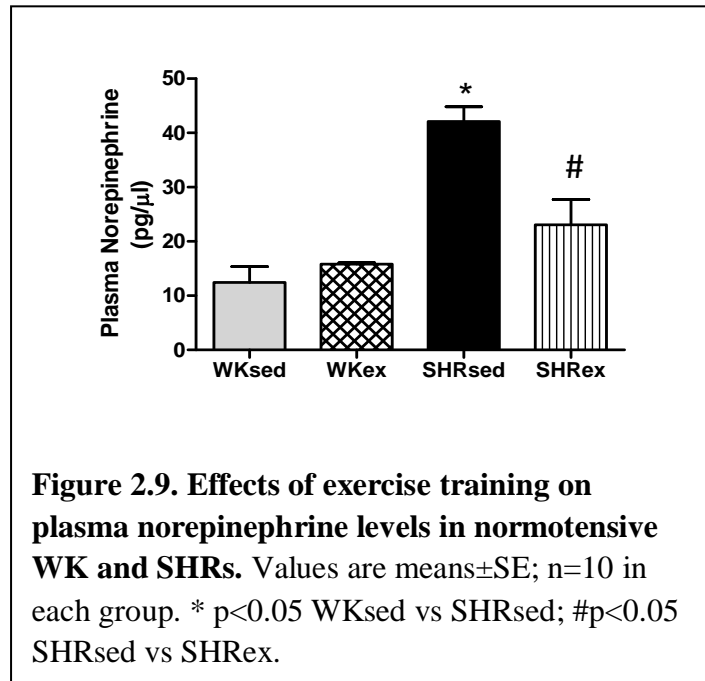 50
40
30
20
10
0
Plasma Norepinephrine
(pg/µl)
*
#
WKsed WKex SHRsed SHRex
Figure 2.9. Effects of exercise training on
plasma norepinephrine levels in normotensive
WK and SHRs. Values are means±SE; n=10 in
each group. * p<0.05 WKsed vs SHRsed; #p<0.05
SHRsed vs SHRex.